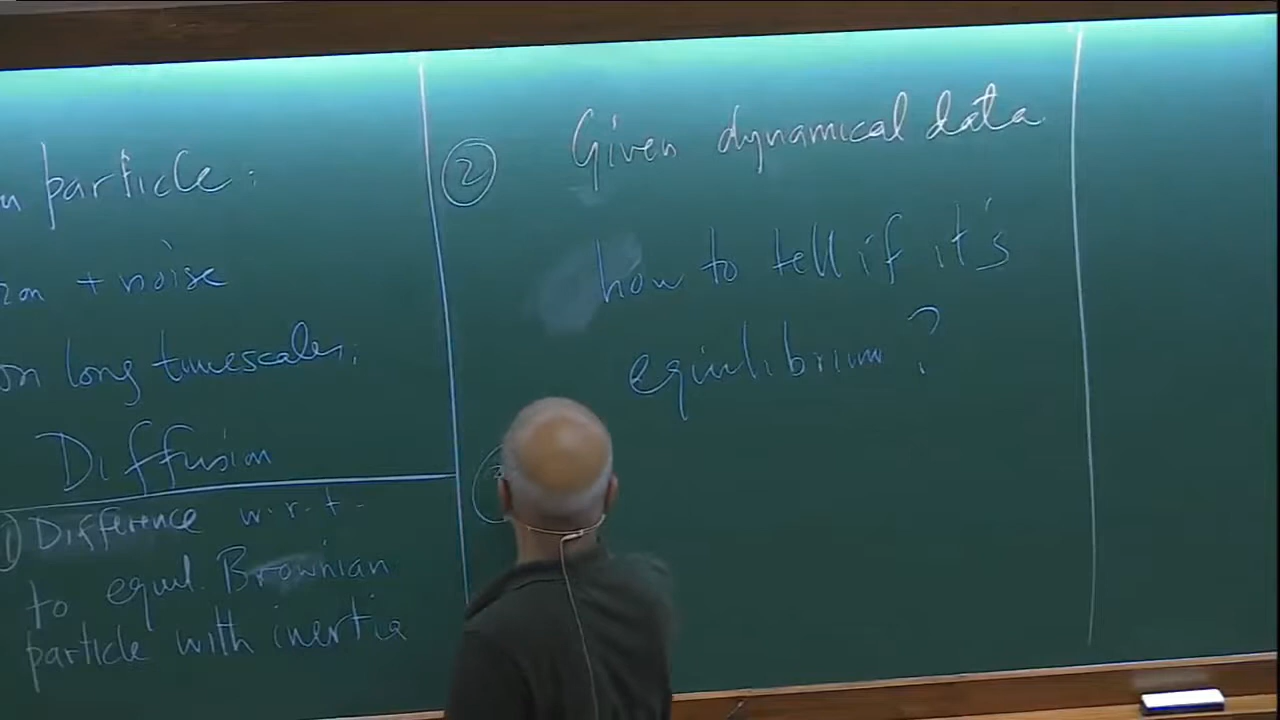 particle:
+ noise
on long timescales,
Diffusion
① Difference w.r.t.
to equil. Brownian
particle with inertia
② Given dynamical data
how to tell if it's
equilibrium?